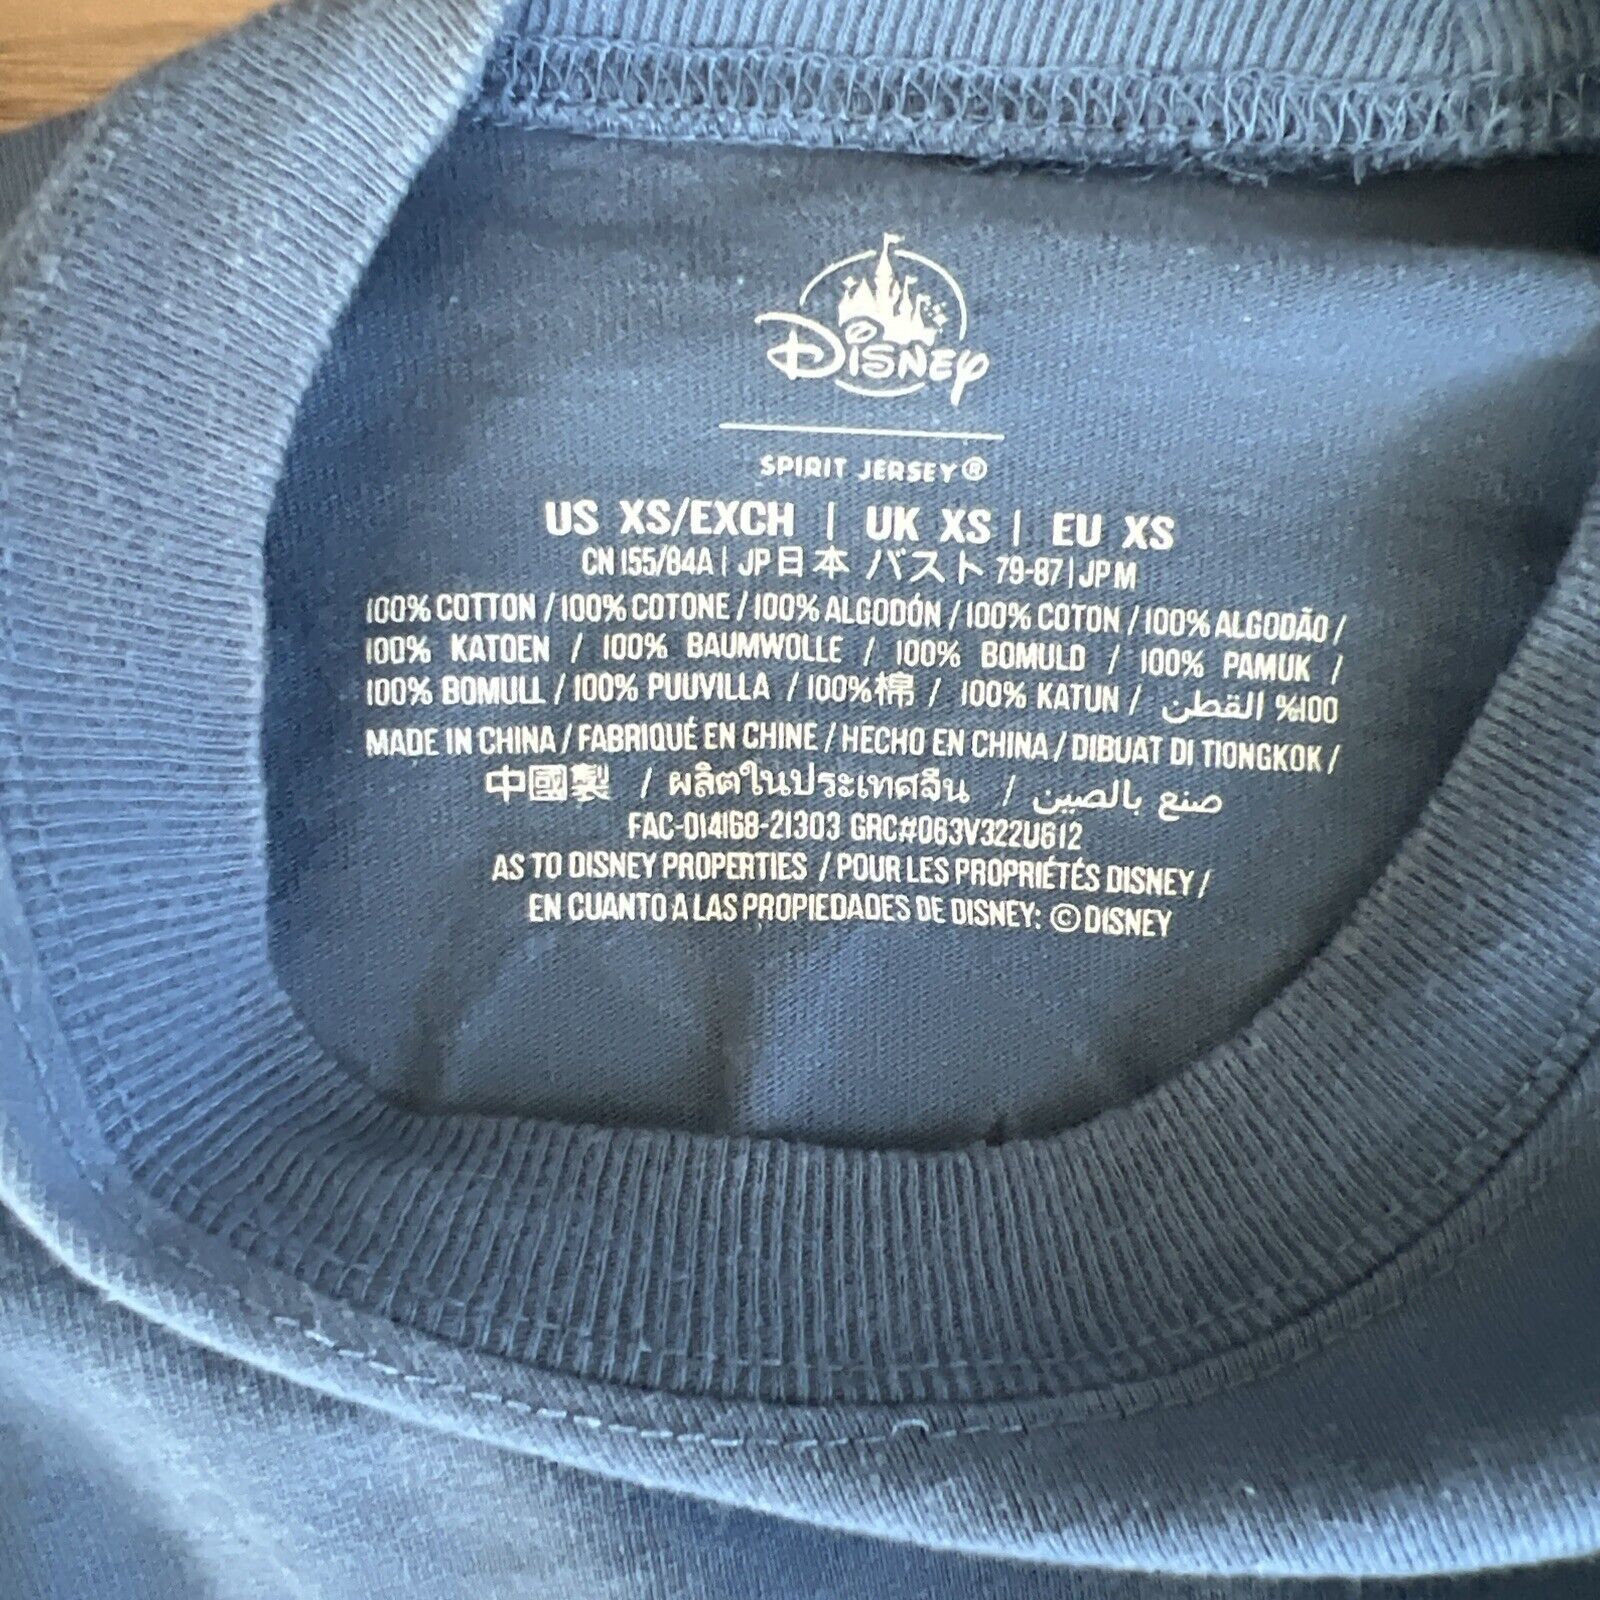 Disney
SPIRIT JERSEY®
US XS/EXCH | UK XS | EU XS
CN 155/84A | JP日本 バスト 79-87 | JP M
100% COTTON / 100% COTONE / 100% ALGODÓN / 100% COTON / 100% ALGODÃO /
100% KATOEN / 100% BAUMWOLLE / 100% BOMULD / 100% PAMUK /
100% BOMULL / 100% PUUVILLA / 100%棉 / 100% KATUN / 100% القطن
MADE IN CHINA / FABRIQUÉ EN CHINE / HECHO EN CHINA / DIBUAT DI TIONGKOK /
中國製 / ผลิตในประเทศจีน / صنع بالصين
FAC-014168-21303 GRC#063V322U612
AS TO DISNEY PROPERTIES / POUR LES PROPRIÉTÉS DISNEY /
EN CUANTO A LAS PROPIEDADES DE DISNEY: © DISNEY